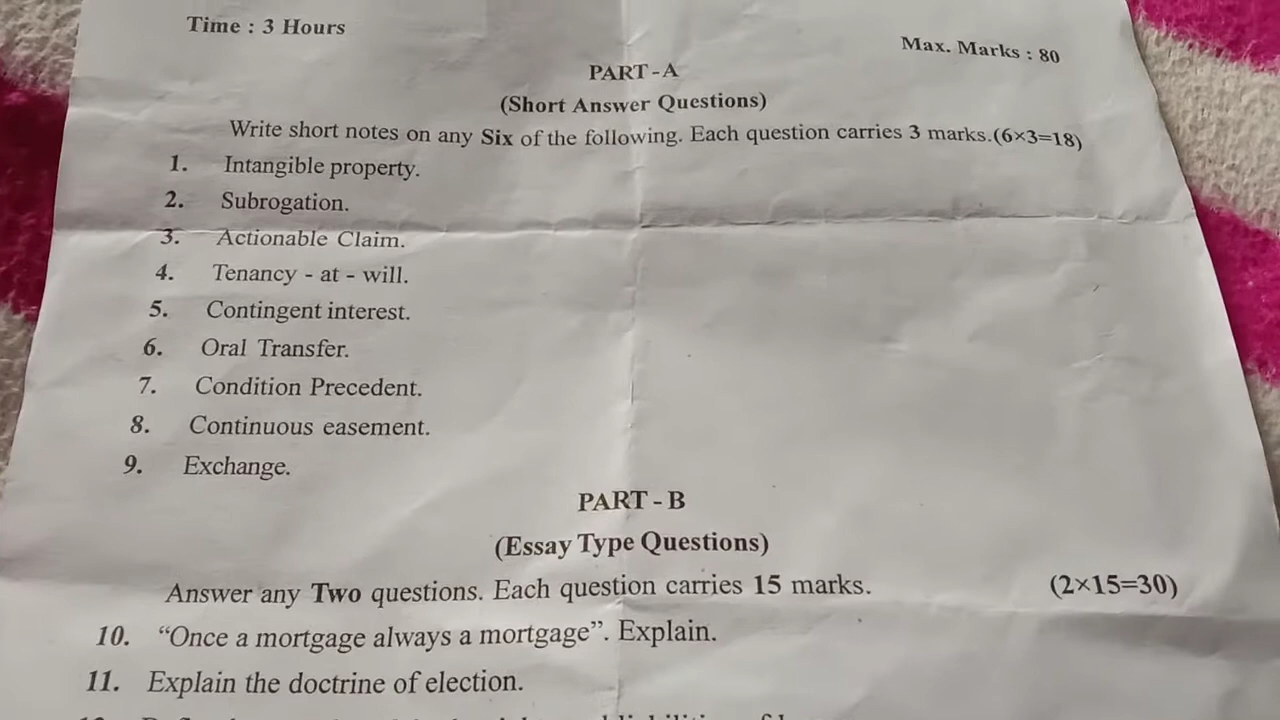 Time : 3 Hours
Max. Marks : 80
PART - A
(Short Answer Questions)
Write short notes on any Six of the following. Each question carries 3 marks.(6×3=18)
1. Intangible property.
2. Subrogation.
3. Actionable Claim.
4. Tenancy - at - will.
5. Contingent interest.
6. Oral Transfer.
7. Condition Precedent.
8. Continuous easement.
9. Exchange.
PART - B
(Essay Type Questions)
Answer any Two questions. Each question carries 15 marks. (2×15=30)
10. “Once a mortgage always a mortgage”. Explain.
11. Explain the doctrine of election.